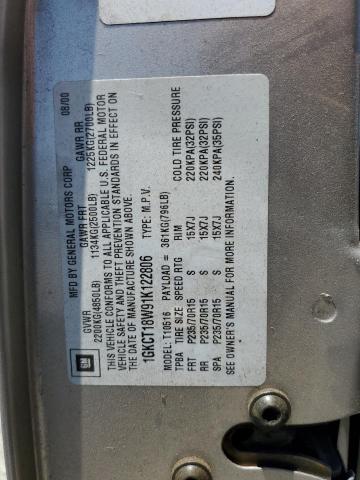 GM
MFD BY GENERAL MOTORS CORP 08/00
GVWR GAWR FRT GAWR RR
2200KG(4850LB) 1134KG(2500LB) 1225KG(2700LB)
THIS VEHICLE CONFORMS TO ALL APPLICABLE U.S. FEDERAL MOTOR
VEHICLE SAFETY AND THEFT PREVENTION STANDARDS IN EFFECT ON
THE DATE OF MANUFACTURE SHOWN ABOVE.
1GKCT18W91K122806 TYPE: M.P.V.
MODEL: T10516 PAYLOAD = 361KG(796LB)
TPBA TIRE SIZE SPEED RTG RIM COLD TIRE PRESSURE
FRT P235/70R15 S 15X7J 220KPA(32PSI)
RR P235/70R15 S 15X7J 220KPA(32PSI)
SPA P235/70R15 S 15X7J 240KPA(35PSI)
SEE OWNER'S MANUAL FOR MORE INFORMATION.